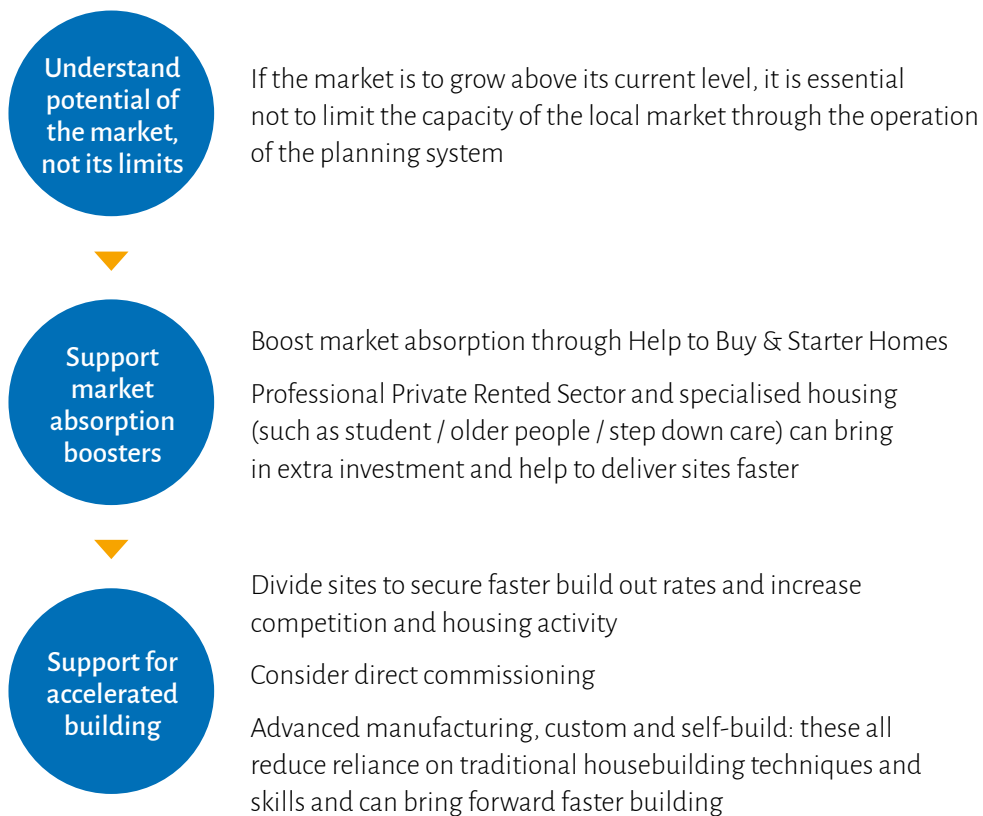 Understand
potential of
the market,
not its limits
If the market is to grow above its current level, it is essential
not to limit the capacity of the local market through the operation
of the planning system
Support
market
absorption
boosters
Boost market absorption through Help to Buy & Starter Homes
Professional Private Rented Sector and specialised housing
(such as student / older people / step down care) can bring
in extra investment and help to deliver sites faster
Support for
accelerated
building
Divide sites to secure faster build out rates and increase
competition and housing activity
Consider direct commissioning
Advanced manufacturing, custom and self-build: these all
reduce reliance on traditional housebuilding techniques and
skills and can bring forward faster building